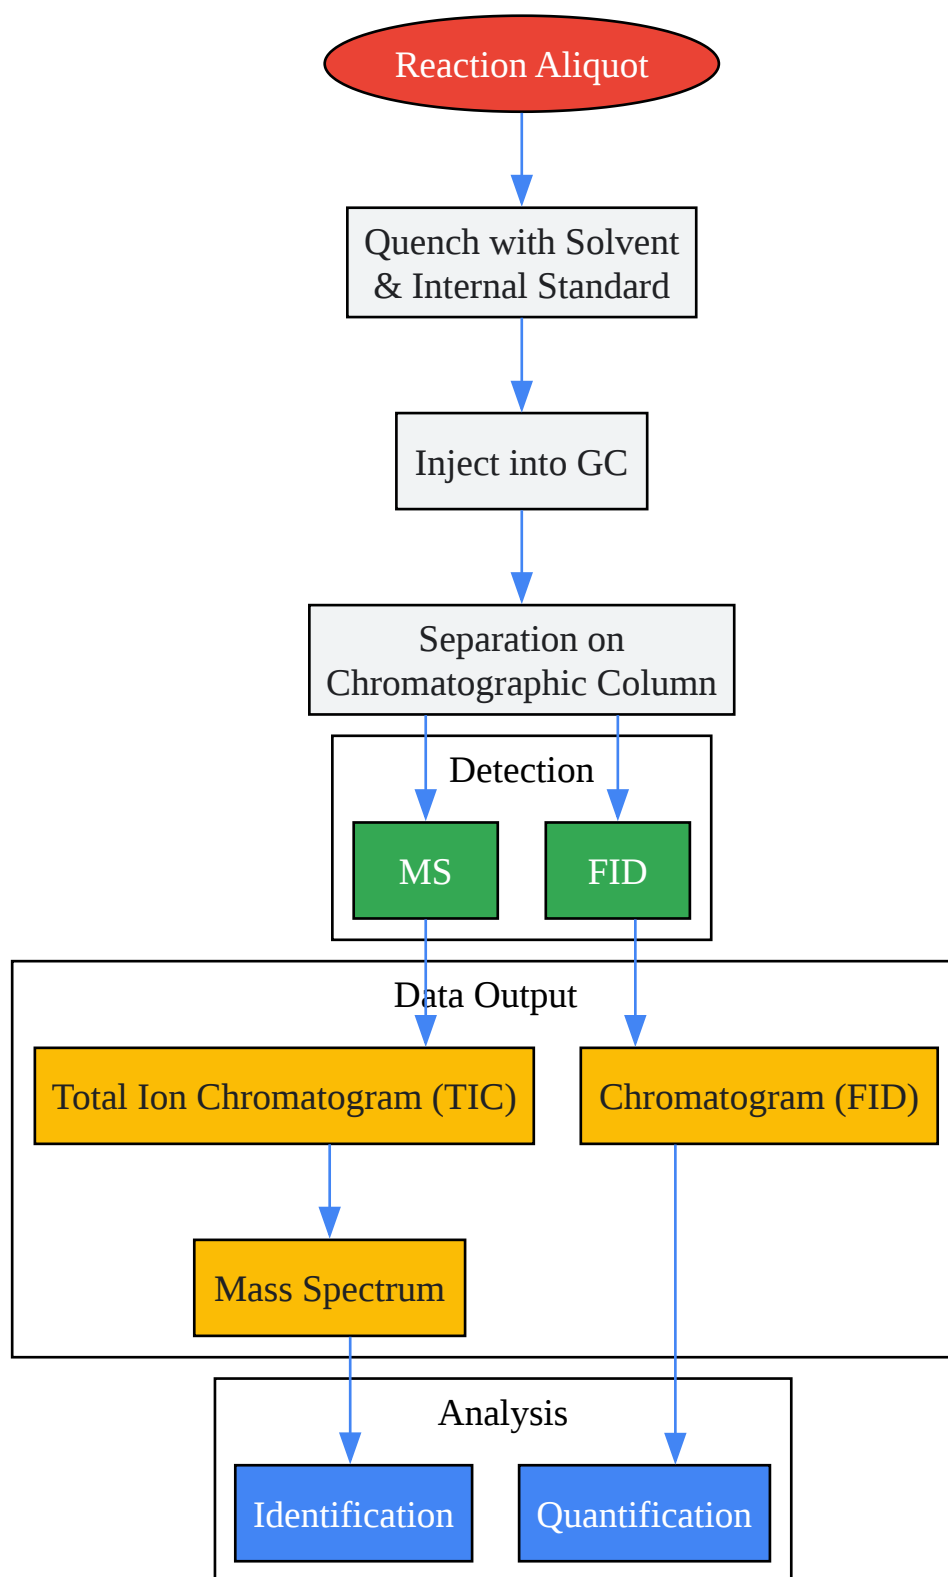 Reaction Aliquot
Quench with Solvent
& Internal Standard
Inject into GC
Separation on
Chromatographic Column
Detection
MS
FID
Data Output
Total Ion Chromatogram (TIC)
Chromatogram (FID)
Mass Spectrum
Analysis
Identification
Quantification